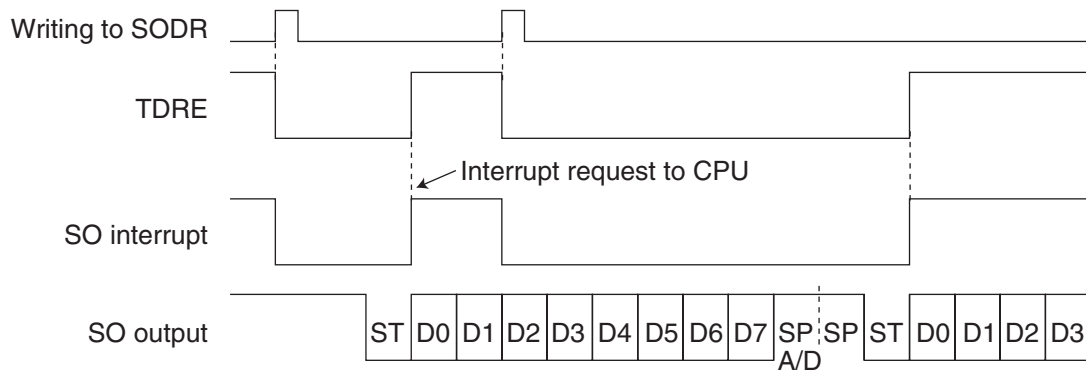 Writing to SODR
TDRE
Interrupt request to CPU
SO interrupt
SO output ST D0 D1 D2 D3 D4 D5 D6 D7 SP SP ST D0 D1 D2 D3
A/D